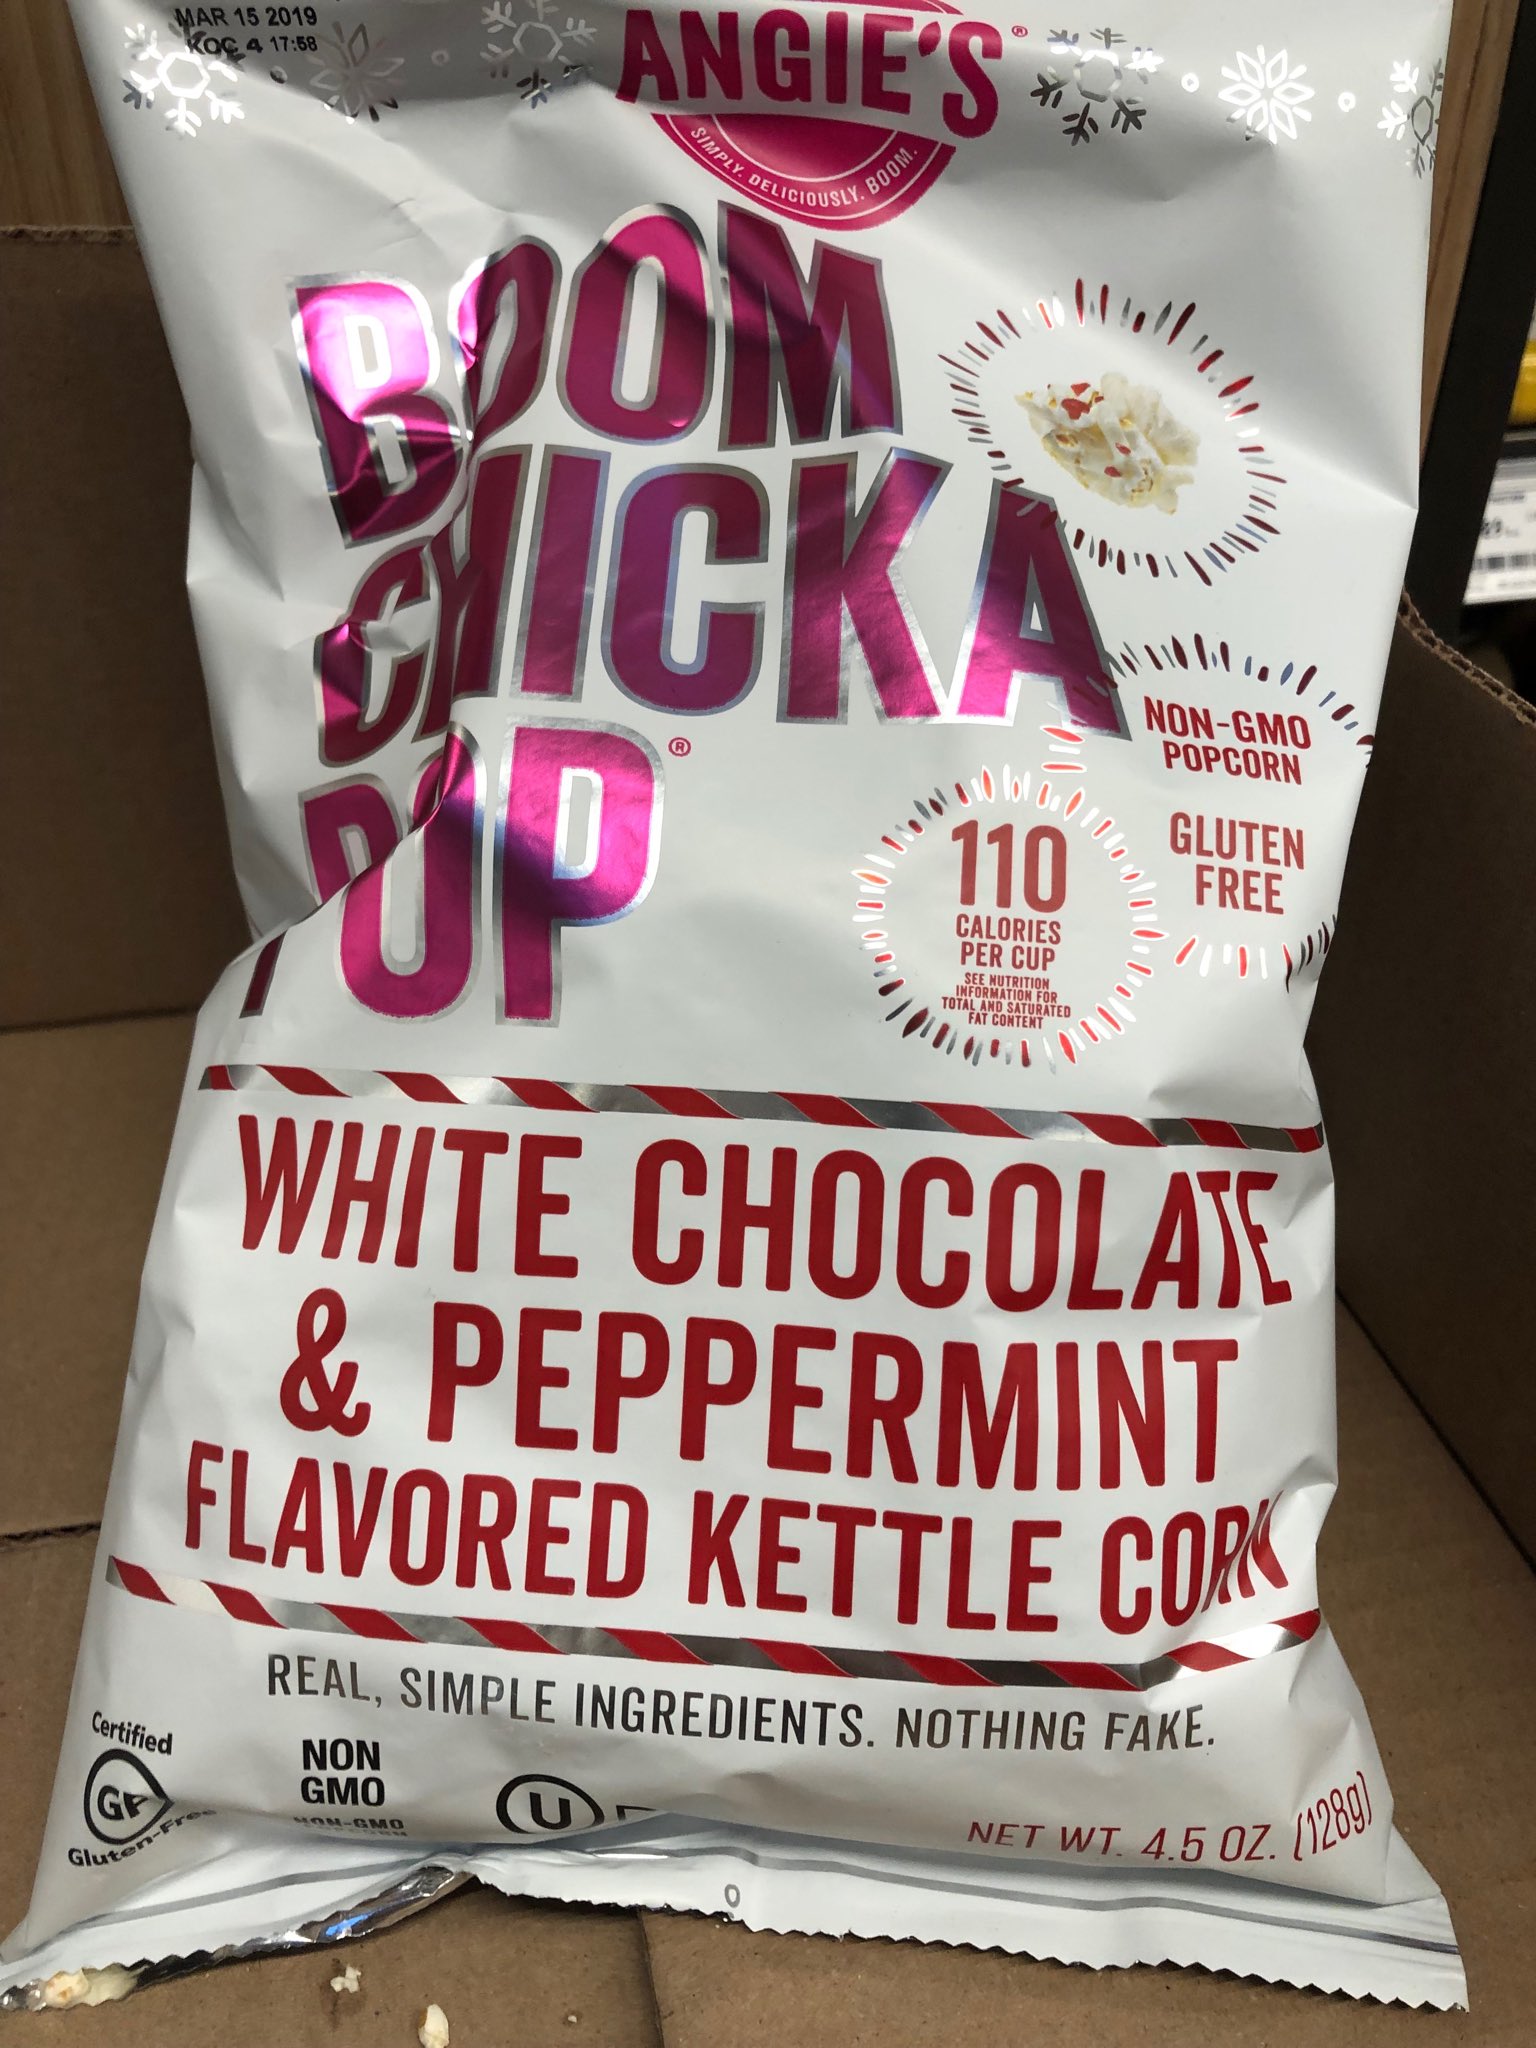 MAR 15 2019
KOC 4 17:58
ANGIE'S®
SIMPLY. DELICIOUSLY. BOOM.
BOOM
CHICKA
POP®
NON-GMO
POPCORN
GLUTEN
FREE
110
CALORIES
PER CUP
SEE NUTRITION
INFORMATION FOR
TOTAL AND SATURATED
FAT CONTENT
WHITE CHOCOLATE
& PEPPERMINT
FLAVORED KETTLE CORN
REAL, SIMPLE INGREDIENTS. NOTHING FAKE.
Certified
GF
Gluten-Free
NON
GMO
NON-GMO
U
NET WT. 4.5 OZ. (128g)